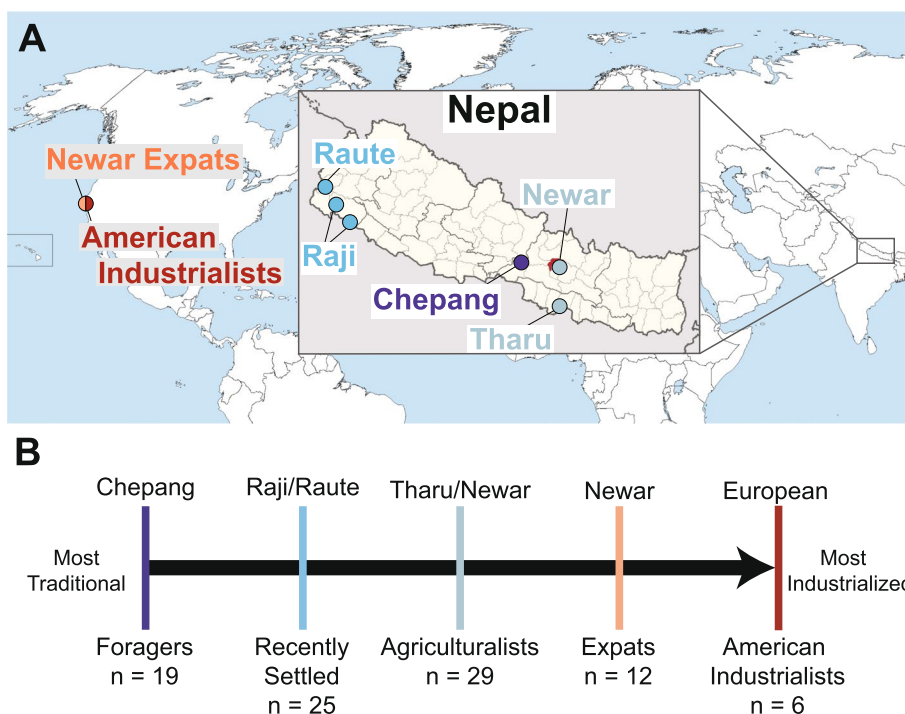 A
Nepal
Newar Expats
American
Industrialists
Raute
Raji
Newar
Chepang
Tharu
B
Chepang
Raji/Raute
Tharu/Newar
Newar
European
Most
Traditional
Most
Industrialized
Foragers
n = 19
Recently
Settled
n = 25
Agriculturalists
n = 29
Expats
n = 12
American
Industrialists
n = 6